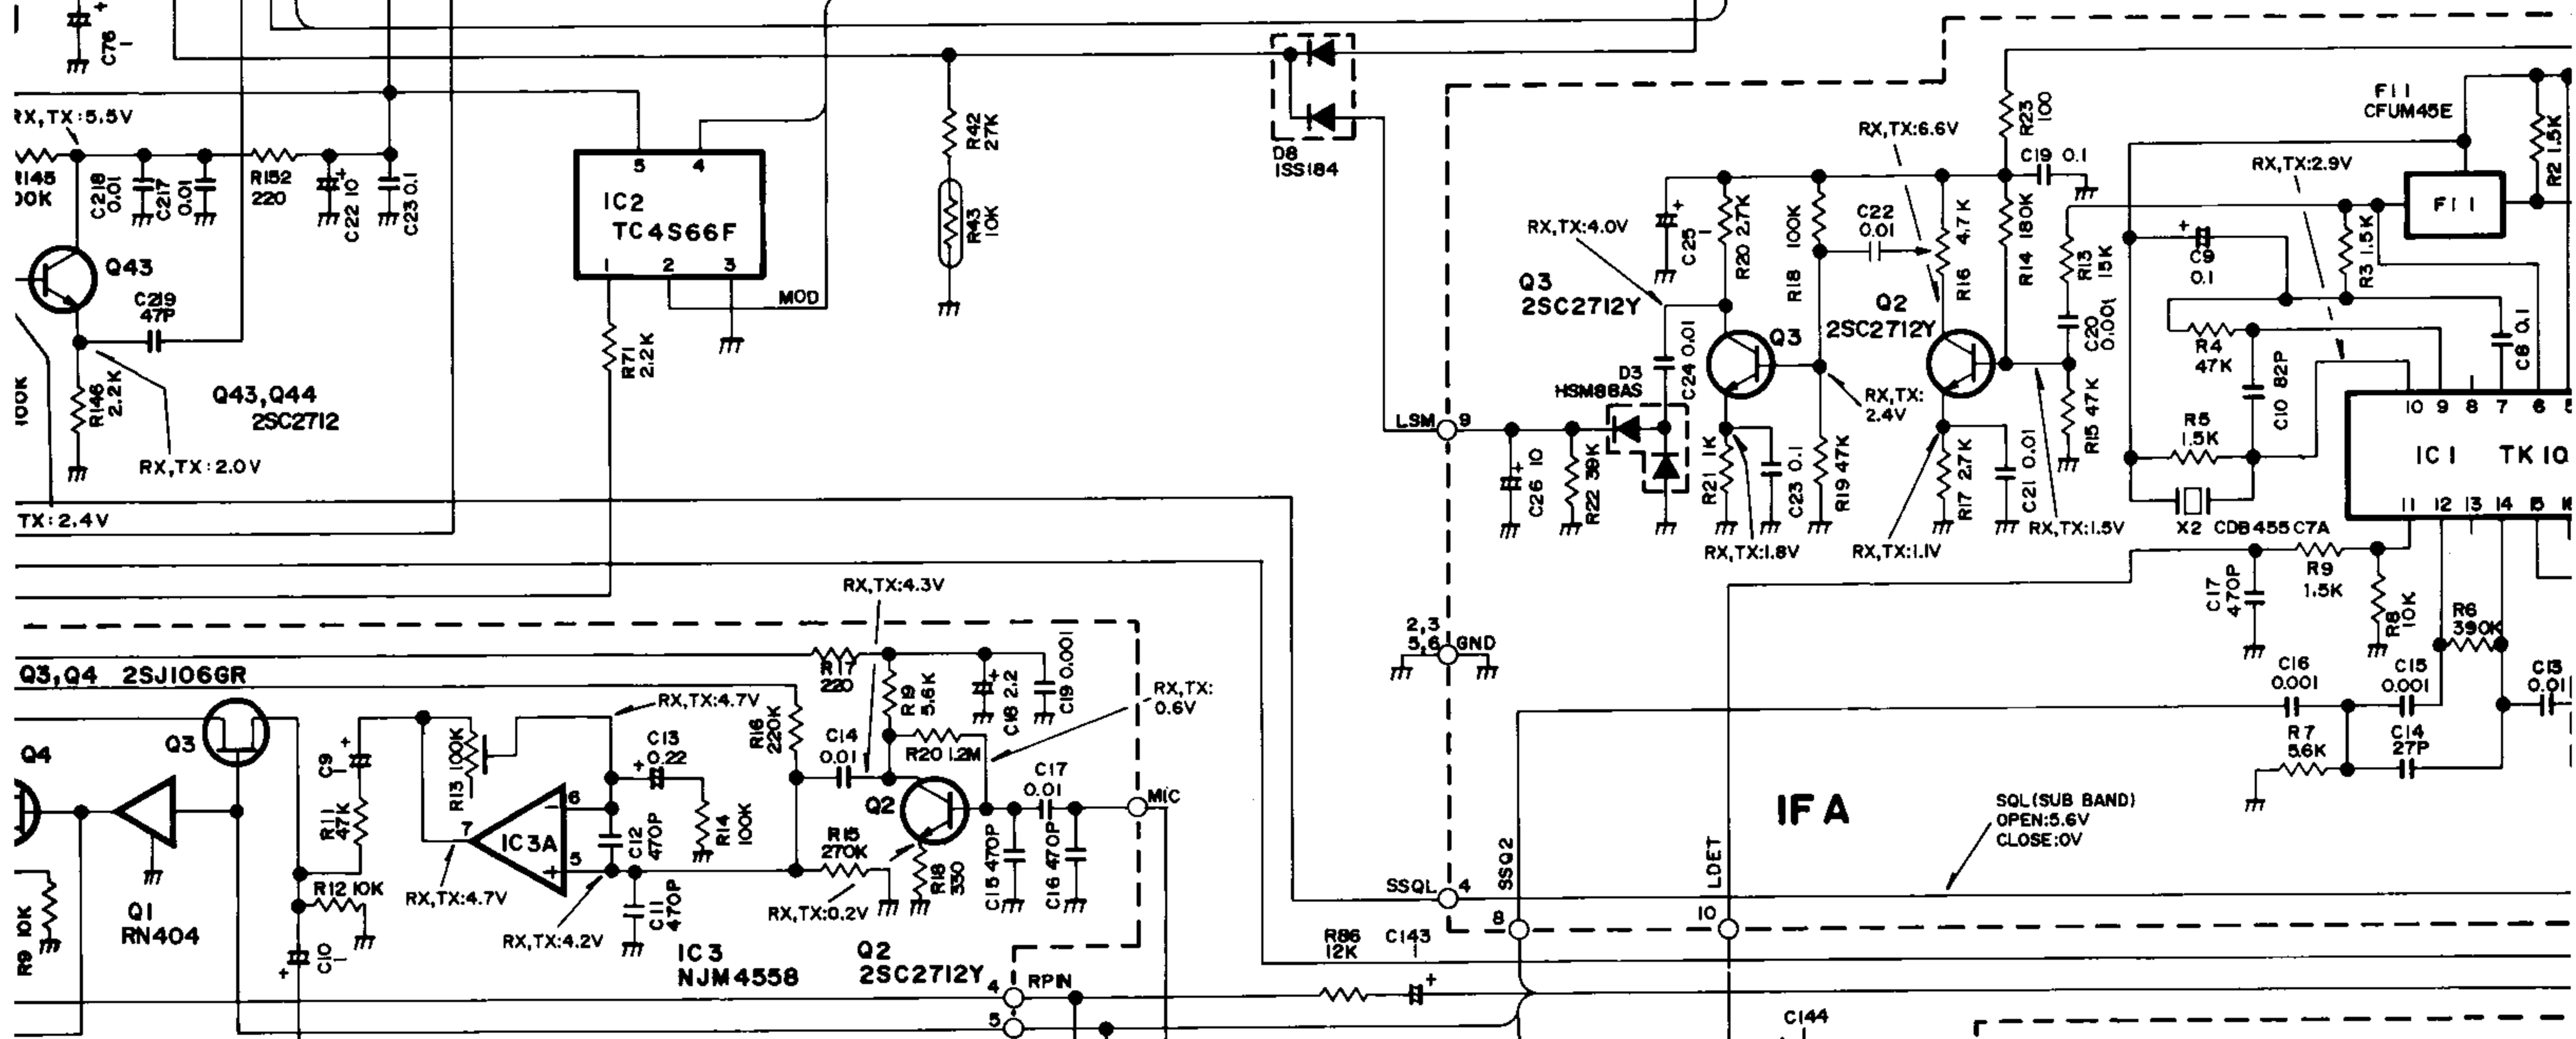 C76
RX,TX:5.5V
R145
00K
C218
0.01
C217
0.01
R152
220
C22 10
C23 0.1
Q43
C219
47P
R146
2.2K
100K
Q43,Q44
2SC2712
RX,TX:2.0V
TX:2.4V
5
4
IC2
TC4S66F
1
2
3
MOD
R71
2.2K
R42
27K
R43
10K
D8
1SS184
LSM
9
RX,TX:4.0V
Q3
2SC2712Y
C25
1
R20 2.7K
R18 100K
C22
0.01
RX,TX:6.6V
R16 4.7K
Q2
2SC2712Y
Q3
C24 0.01
D3
HSM88AS
RX,TX:
2.4V
C26 10
R22 39K
R21 1K
C23 0.1
R19 47K
R17 2.7K
C21 0.01
RX,TX:1.8V
RX,TX:1.1V
RX,TX:1.5V
R23
100
C19 0.1
R14 180K
R13
15K
C20
0.001
R15 47K
F11
CFUM45E
F11
R2 1.5K
RX,TX:2.9V
C9
0.1
R3 1.5K
R4
47K
C10 82P
C8 0.1
R5
1.5K
X2 CDB455C7A
10
9
8
7
6
IC1
TK10
11
12
13
14
15
R9
1.5K
C17
470P
R8
10K
R6
390K
C16
0.001
C15
0.001
C13
0.01
R7
56K
C14
27P
2,3
5,6
GND
IFA
SQL(SUB BAND)
OPEN:5.6V
CLOSE:0V
SSQ2
LDET
SSQL
4
8
10
R86
12K
C143
1
C144
RX,TX:4.3V
Q3,Q4 2SJ106GR
R17
220
R19
5.6K
C18 2.2
C19 0.001
RX,TX:
0.6V
RX,TX:4.7V
Q3
Q4
C9
1
R13 100K
C13
0.22
R16
220K
C14
0.01
R20 1.2M
C17
0.01
MIC
Q2
R11
47K
7
6
5
IC3A
C12
470P
R14
100K
R15
270K
R18
330
C15 470P
C16 470P
R12 10K
RX,TX:4.7V
C11
470P
RX,TX:0.2V
RX,TX:4.2V
R9 10K
Q1
RN404
C10
1
IC3
NJM4558
Q2
2SC2712Y
4
RPIN
5